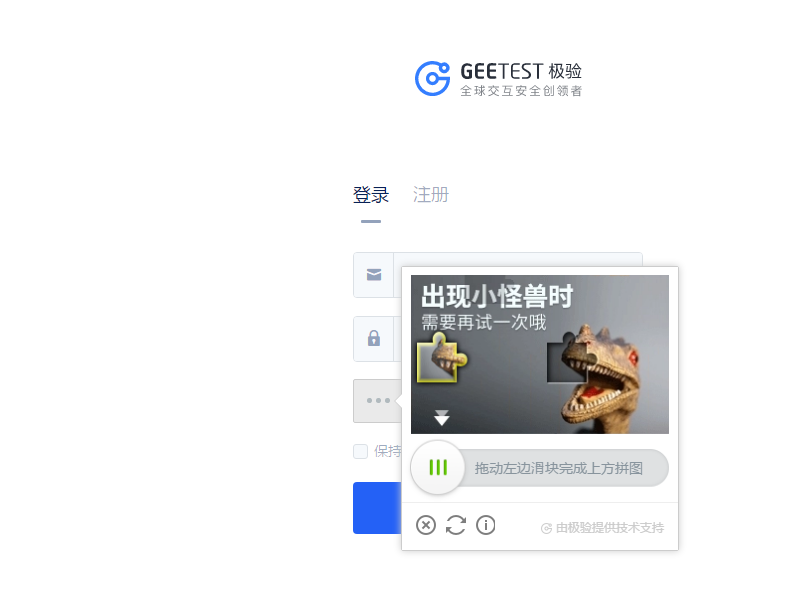 GEETEST 极验
全球交互安全创领者
登录 注册
出现小怪兽时
需要再试一次哦
拖动左边滑块完成上方拼图
保持
由极验提供技术支持